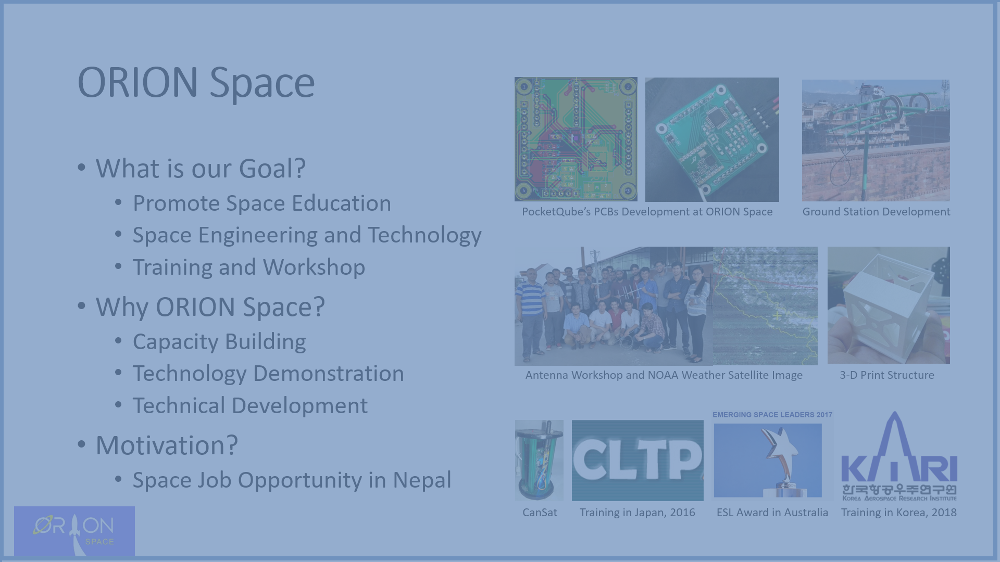 ORION Space
• What is our Goal?
• Promote Space Education
• Space Engineering and Technology
• Training and Workshop
• Why ORION Space?
• Capacity Building
• Technology Demonstration
• Technical Development
• Motivation?
• Space Job Opportunity in Nepal
ORION
SPACE
1
2
4
3
PocketQube's PCBs Development at ORION Space
Ground Station Development
Antenna Workshop and NOAA Weather Satellite Image
3-D Print Structure
CanSat
CLTP
Training in Japan, 2016
EMERGING SPACE LEADERS 2017
ESL Award in Australia
KARI
한국항공우주연구원
KOREA AEROSPACE RESEARCH INSTITUTE
Training in Korea, 2018